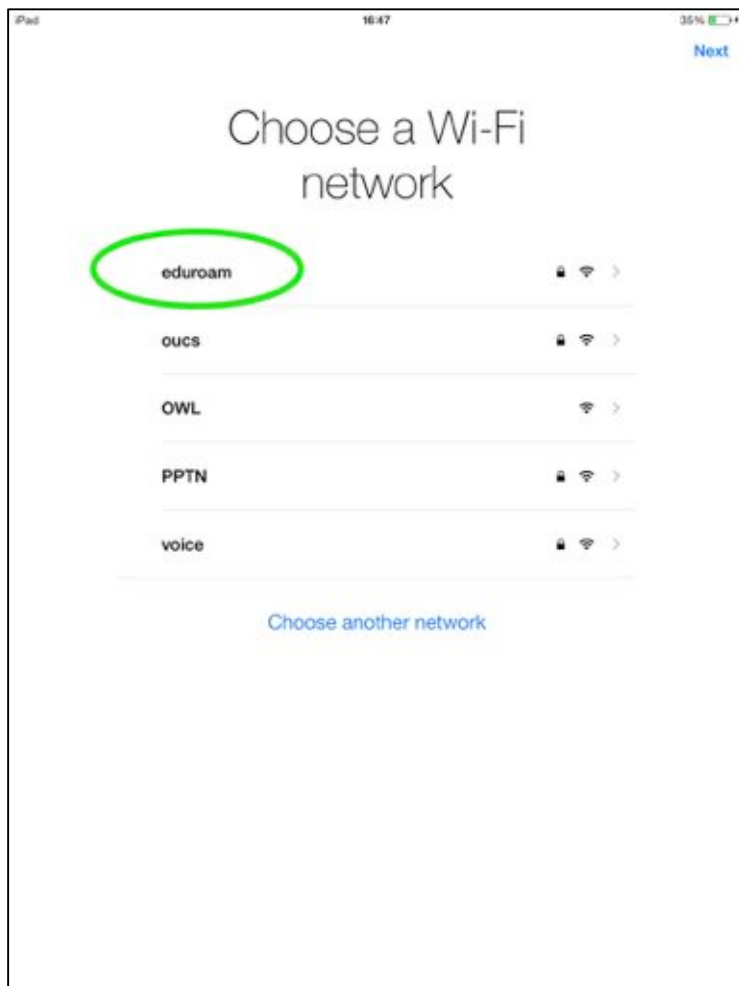 iPad 16:47 35%
Next
Choose a Wi-Fi
network
eduroam
oucs
OWL
PPTN
voice
Choose another network